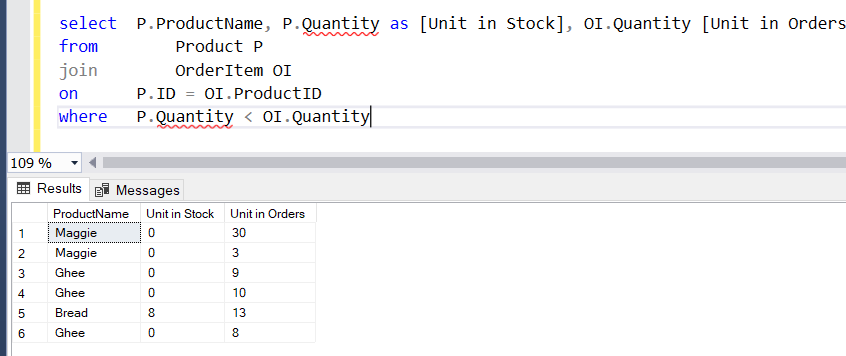 select P.ProductName, P.Quantity as [Unit in Stock], OI.Quantity [Unit in Orders
from Product P
join OrderItem OI
on P.ID = OI.ProductID
where P.Quantity < OI.Quantity
109 %
Results Messages
ProductName Unit in Stock Unit in Orders
1 Maggie 0 30
2 Maggie 0 3
3 Ghee 0 9
4 Ghee 0 10
5 Bread 8 13
6 Ghee 0 8